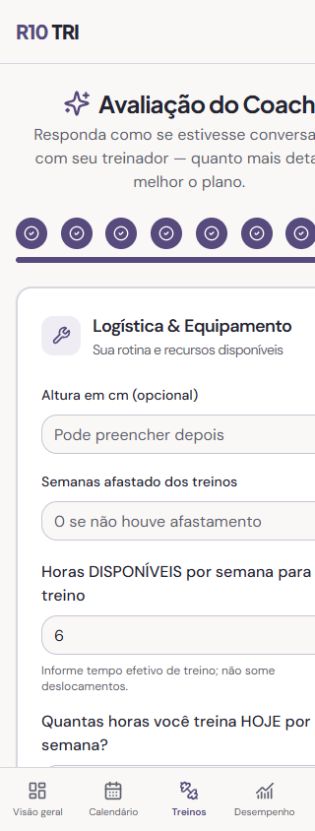 R10 TRI
Avaliação do Coach
Responda como se estivesse conversa
com seu treinador — quanto mais deta
melhor o plano.
Logística & Equipamento
Sua rotina e recursos disponíveis
Altura em cm (opcional)
Pode preencher depois
Semanas afastado dos treinos
0 se não houve afastamento
Horas DISPONÍVEIS por semana para
treino
6
Informe tempo efetivo de treino; não some
deslocamentos.
Quantas horas você treina HOJE por
semana?
Visão geral
Calendário
Treinos
Desempenho